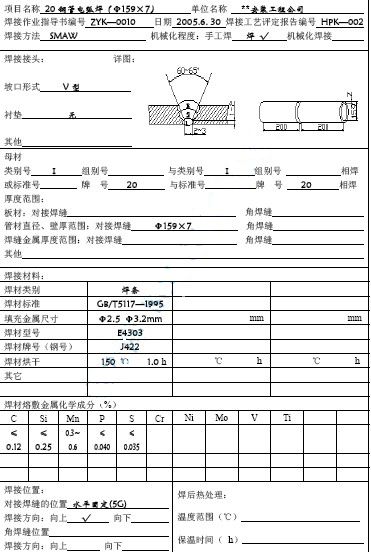 项目名称 20 钢管电弧焊（Φ159×7） 单位名称 **安装工程公司
焊接作业指导书编号 ZYK—0010 日期 2005.6.30 焊接工艺评定报告编号 HPK—002
焊接方法 SMAW 机械化程度：手工焊 焊 √ 机械化焊接
焊接接头： 详图：
60~65°
坡口形式 V 型
衬垫 无
2~3
200 201
其他
母材
类别号 I 组别号 与类别号 I 组别号 相焊
或标准号 牌 号 20 与标准号 牌 号 20 相焊
厚度范围：
板材：对接焊缝 角焊缝
管材直径、壁厚范围：对接焊缝 Φ159×7 角焊缝
焊缝金属厚度范围：对接焊缝 角焊缝
其他
焊接材料：
焊材类别 焊条
焊材标准 GB/T5117—1995
填充金属尺寸 Φ2.5 Φ3.2mm mm mm
焊材型号 E4303
焊材牌号（钢号） J422
焊材烘干 150 ℃ 1.0 h ℃ h ℃ h
其它
焊材熔敷金属化学成分（%）
C Si Mn P S Cr Ni Mo V Ti
≤ ≤ 0.3~ ≤ ≤
0.12 0.25 0.6 0.040 0.035
焊接位置： 焊后热处理：
对接焊缝的位置 水平固定(5G)
焊接方向：向上 √ 向下 温度范围（℃）
角焊缝位置
焊接方向：向上 向下 保温时间（ h）